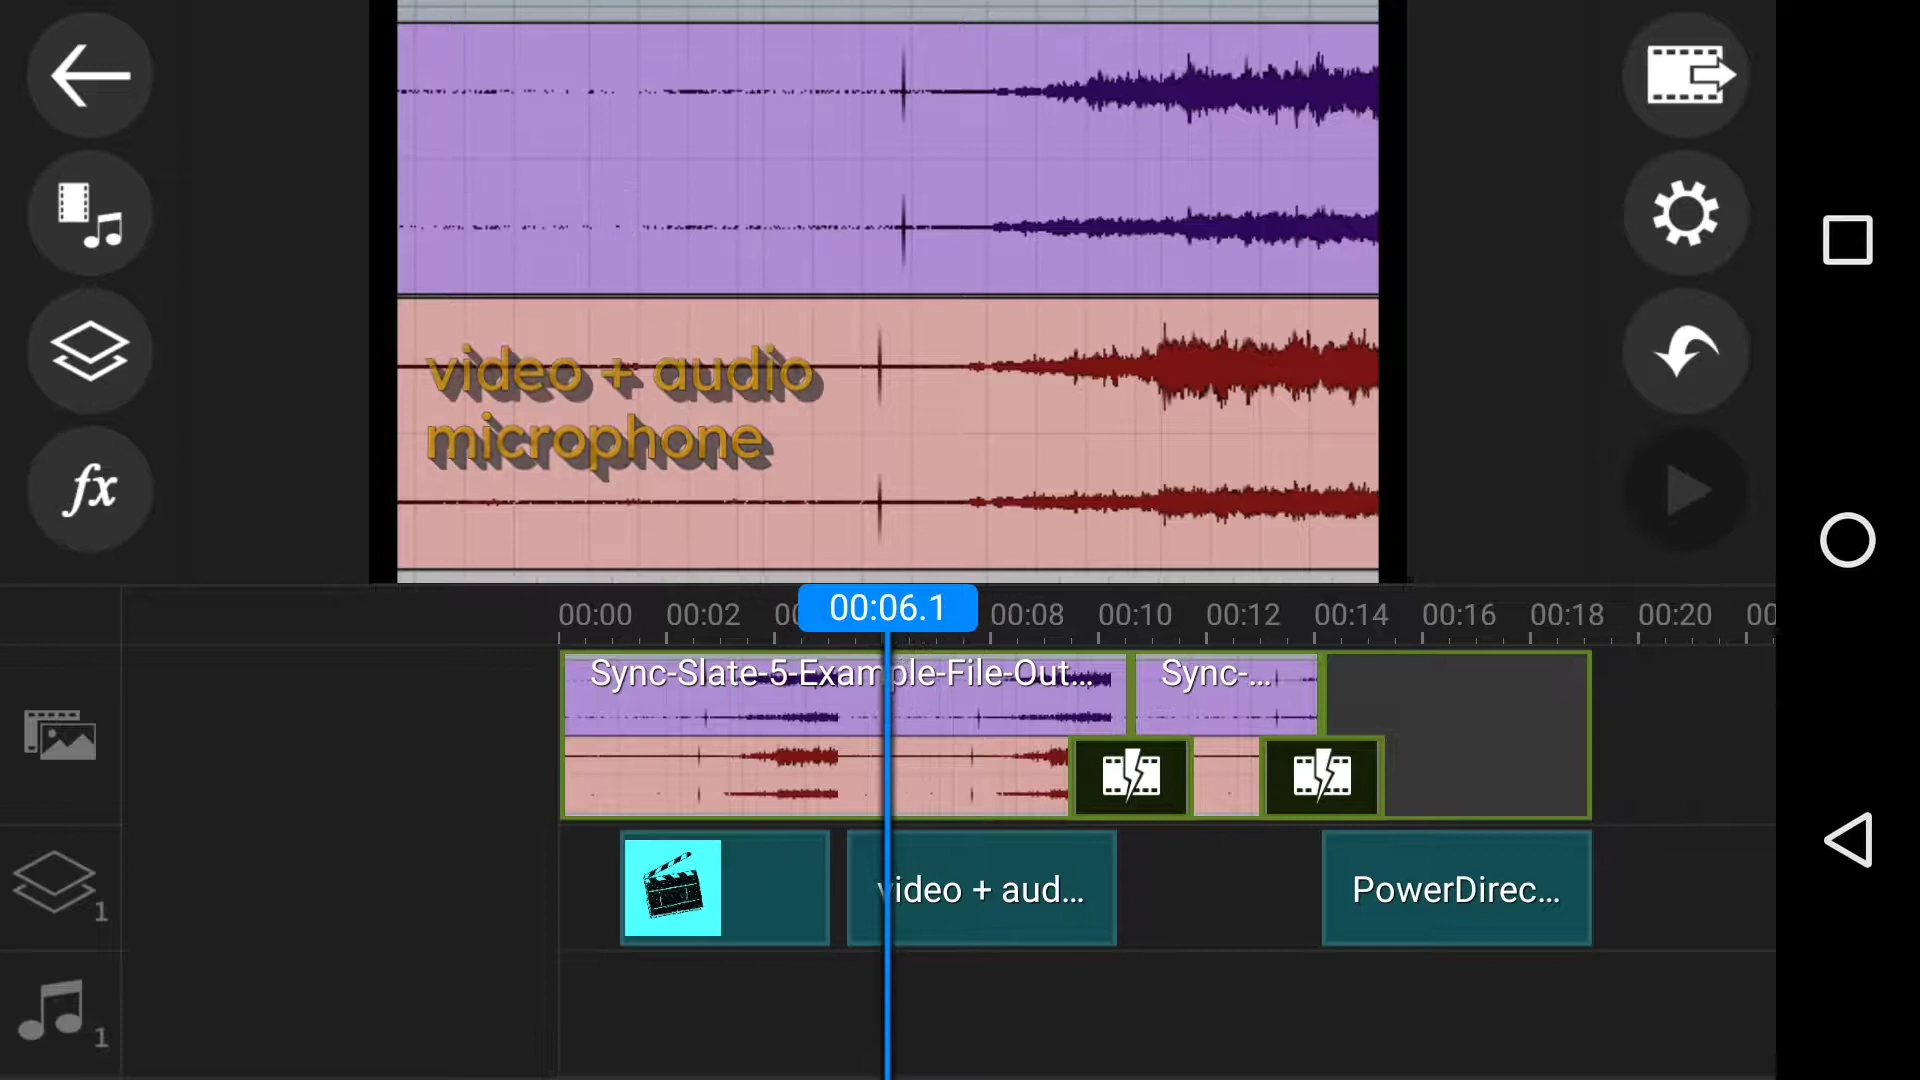 video + audio
microphone
fx
00:06.1
00:00 00:02 00:08 00:10 00:12 00:14 00:16 00:18 00:20 00
Sync-Slate-5-Example-File-Out... Sync-...
video + aud... PowerDirec...
1
1